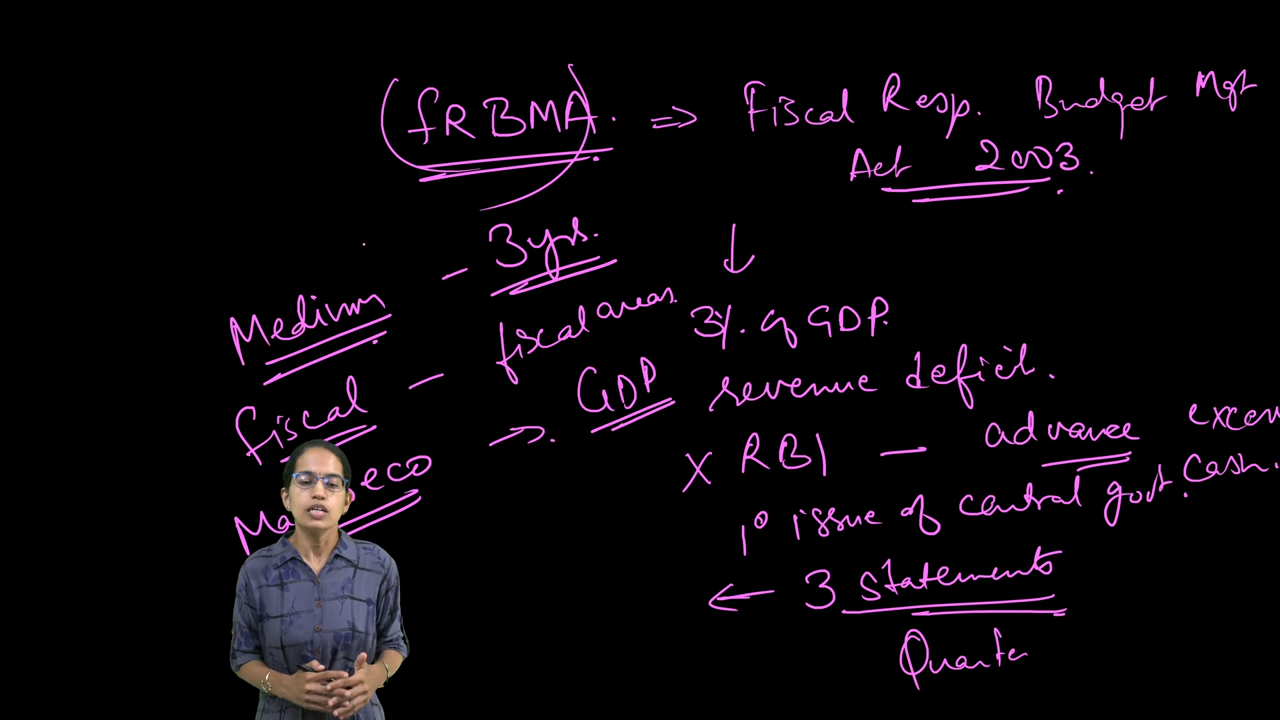 (fRBMA). => Fiscal Resp. Budget Mgt
Act 2003.
Medium - 3yrs.
fiscal - fiscal areas.
eco -> GDP
↓
3% of GDP.
revenue deficit.
X RBI - advance
cash.
1° issue of central govt.
<- 3 statements
Quarte